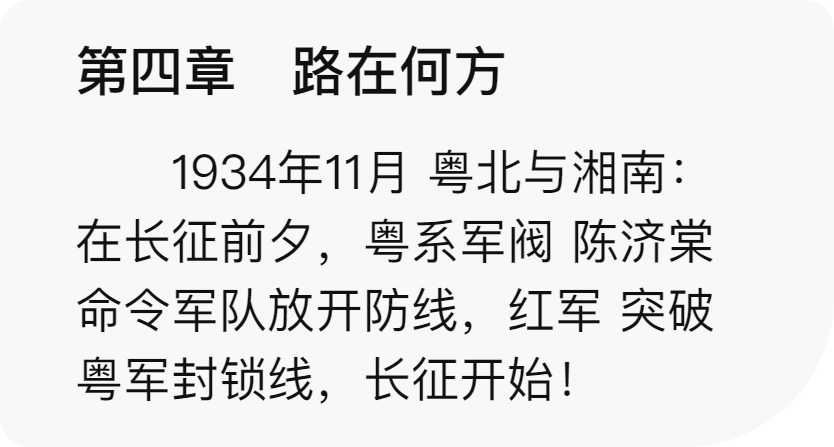 第四章　路在何方
1934年11月 粤北与湘南：
在长征前夕，粤系军阀 陈济棠
命令军队放开防线，红军 突破
粤军封锁线，长征开始！